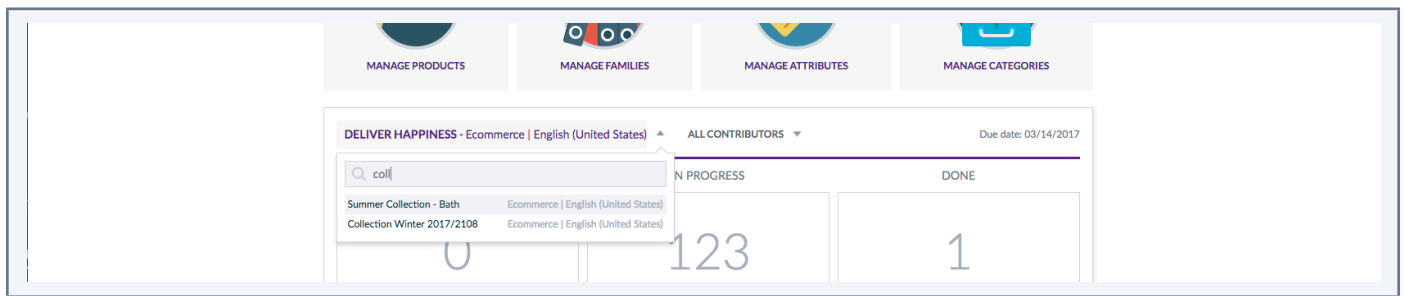 MANAGE PRODUCTS
MANAGE FAMILIES
MANAGE ATTRIBUTES
MANAGE CATEGORIES
DELIVER HAPPINESS - Ecommerce | English (United States)
ALL CONTRIBUTORS
Due date: 03/14/2017
coll
N PROGRESS
DONE
Summer Collection - Bath Ecommerce | English (United States)
Collection Winter 2017/2108 Ecommerce | English (United States)
0
123
1